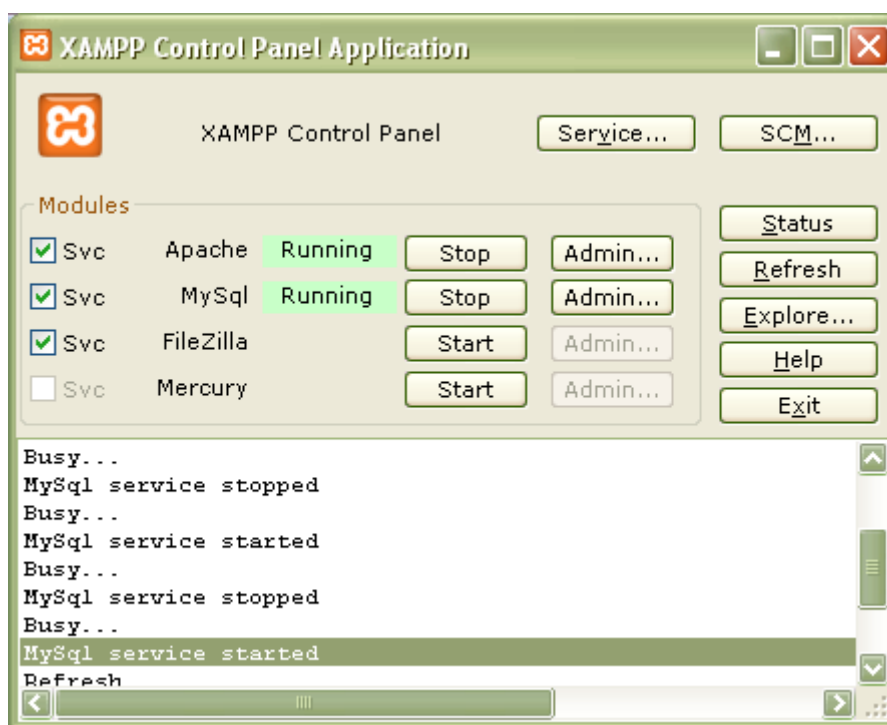 XAMPP Control Panel Application
XAMPP Control Panel Service... SCM...
Modules
Svc Apache Running Stop Admin...
Svc MySql Running Stop Admin...
Svc FileZilla Start Admin...
Svc Mercury Start Admin...
Status
Refresh
Explore...
Help
Exit
Busy...
MySql service stopped
Busy...
MySql service started
Busy...
MySql service stopped
Busy...
MySql service started
Refresh